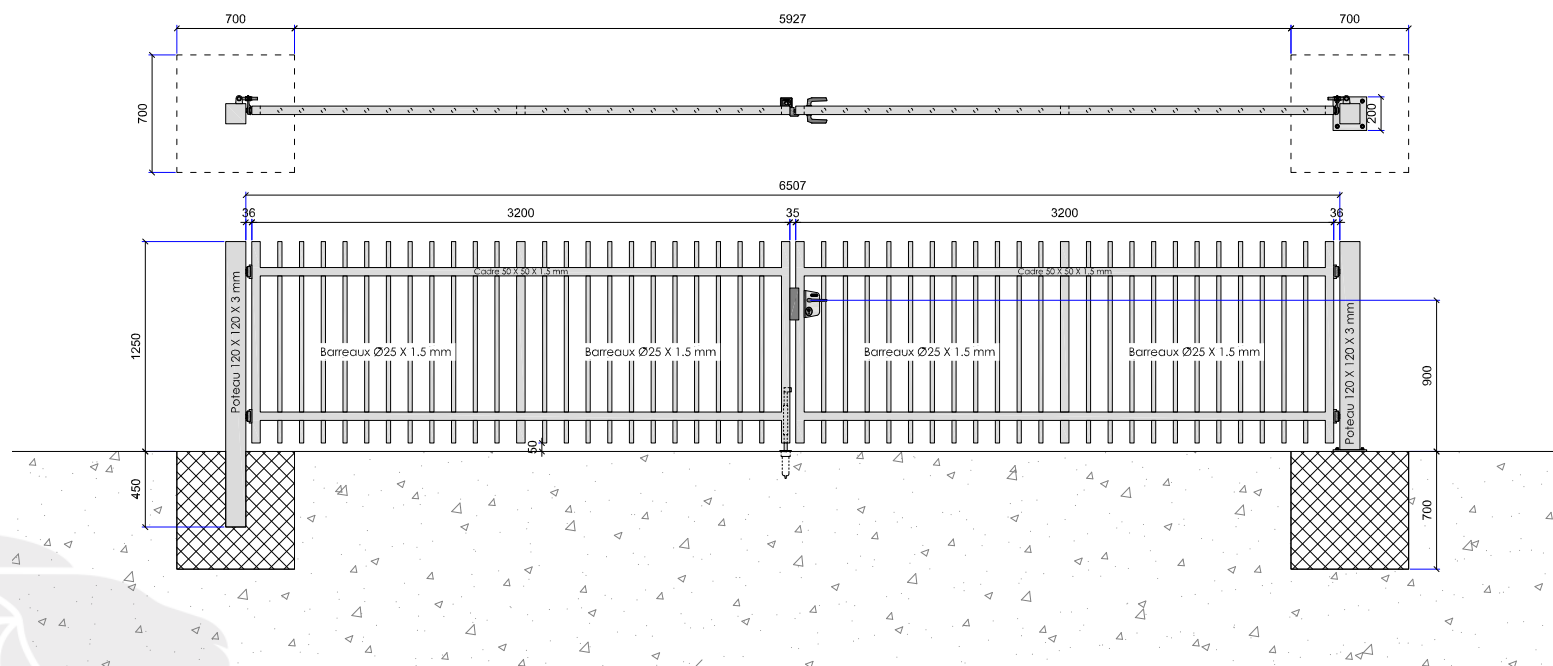 700
5927
700
700
200
6507
36
3200
35
3200
36
Cadre 50 X 50 X 1.5 mm
Cadre 50 X 50 X 1.5 mm
Poteau 120 X 120 X 3 mm
1250
Barreaux Ø25 X 1.5 mm
Barreaux Ø25 X 1.5 mm
Barreaux Ø25 X 1.5 mm
Barreaux Ø25 X 1.5 mm
Poteau 120 X 120 X 3 mm
900
50
450
700